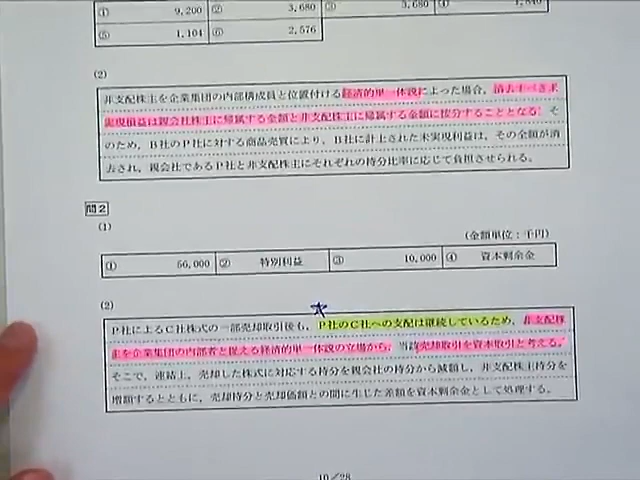 ① 9,200 ② 3,680 ③ 3,680 ④ 1,840
⑤ 1,104 ⑥ 2,576
(2)
非支配株主を企業集団の内部構成員と位置付ける経済的単一体説によった場合，消去すべき未
実現損益は親会社株主に帰属する金額と非支配株主に帰属する金額に按分することとなる。そ
のため，B社のP社に対する商品売買により，B社に計上された未実現利益は，その全額が消
去され，親会社であるP社と非支配株主にそれぞれの持分比率に応じて負担させられる。
問2
(1)
(金額単位：千円)
① 56,000 ② 特別利益 ③ 10,000 ④ 資本剰余金
(2)
P社によるC社株式の一部売却取引後も，P社のC社への支配は継続しているため，非支配株
主を企業集団の内部者と捉える経済的単一体説の立場から，当該売却取引を資本取引と考える。
そこで，連結上，売却した株式に対応する持分を親会社の持分から減額し，非支配株主持分を
増額するとともに，売却持分と売却価額との間に生じた差額を資本剰余金として処理する。
10／28